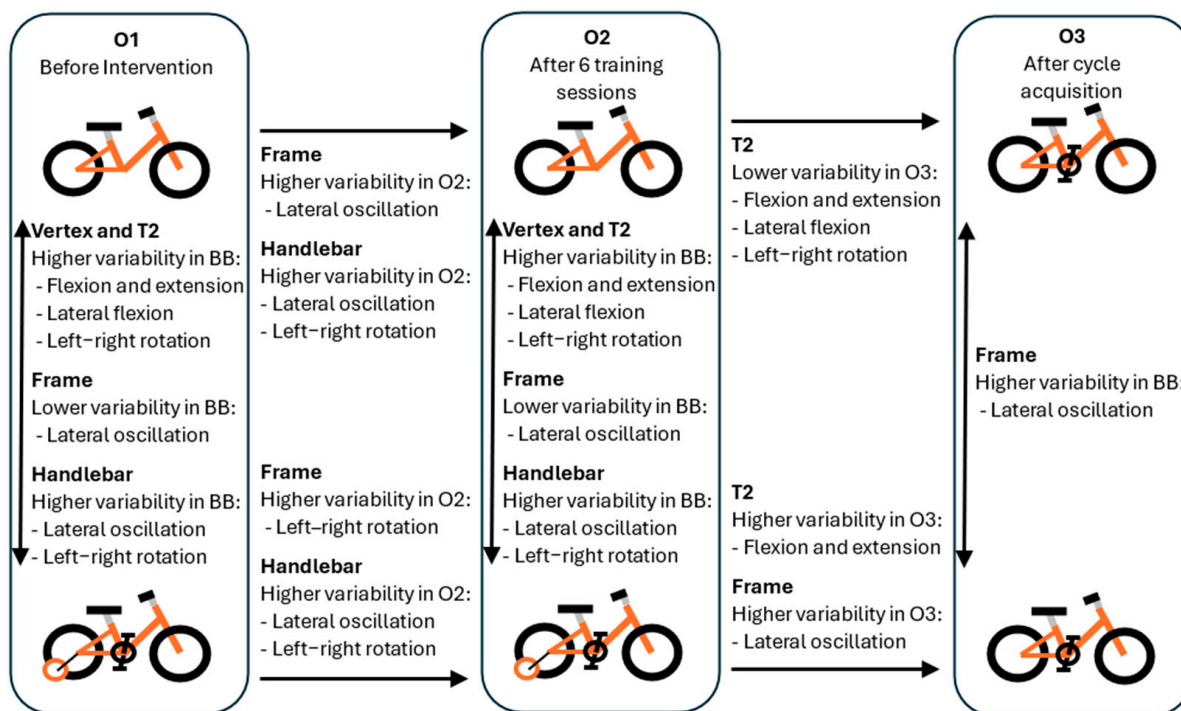 O1
Before Intervention
Vertex and T2
Higher variability in BB:
- Flexion and extension
- Lateral flexion
- Left−right rotation
Frame
Lower variability in BB:
- Lateral oscillation
Handlebar
Higher variability in BB:
- Lateral oscillation
- Left−right rotation
Frame
Higher variability in O2:
- Lateral oscillation
Handlebar
Higher variability in O2:
- Lateral oscillation
- Left−right rotation
Frame
Higher variability in O2:
- Left–right rotation
Handlebar
Higher variability in O2:
- Lateral oscillation
- Left−right rotation
O2
After 6 training
sessions
Vertex and T2
Higher variability in BB:
- Flexion and extension
- Lateral flexion
- Left−right rotation
Frame
Lower variability in BB:
- Lateral oscillation
Handlebar
Higher variability in BB:
- Lateral oscillation
- Left−right rotation
T2
Lower variability in O3:
- Flexion and extension
- Lateral flexion
- Left−right rotation
T2
Higher variability in O3:
- Flexion and extension
Frame
Higher variability in O3:
- Lateral oscillation
O3
After cycle
acquisition
Frame
Higher variability in BB:
- Lateral oscillation